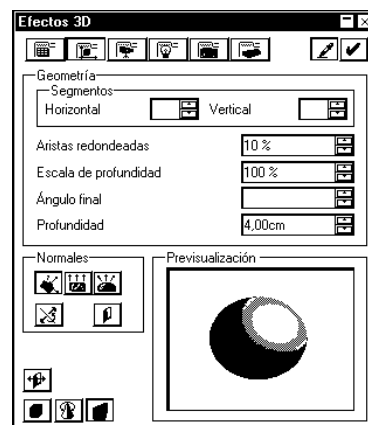 Efectos 3D
Geometría
Segmentos
Horizontal Vertical
Aristas redondeadas 10 %
Escala de profundidad 100 %
Ángulo final
Profundidad 4,00cm
Normales Previsualización